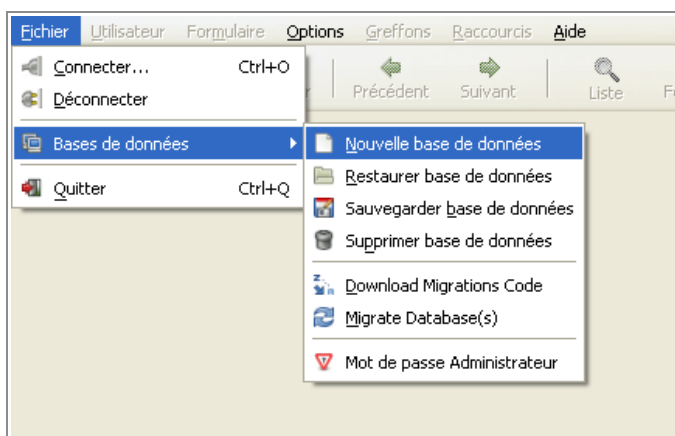 Fichier Utilisateur Formulaire Options Greffons Raccourcis Aide
Connecter... Ctrl+O
Précédent Suivant Liste
Déconnecter
Bases de données
Nouvelle base de données
Restaurer base de données
Quitter Ctrl+Q
Sauvegarder base de données
Supprimer base de données
Download Migrations Code
Migrate Database(s)
Mot de passe Administrateur